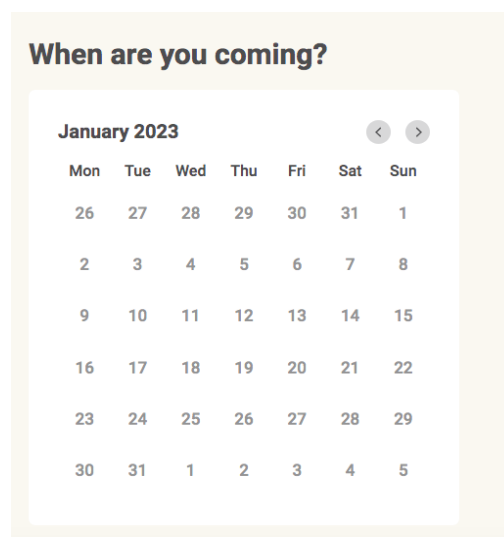 When are you coming?
January 2023
Mon Tue Wed Thu Fri Sat Sun
26 27 28 29 30 31 1
2 3 4 5 6 7 8
9 10 11 12 13 14 15
16 17 18 19 20 21 22
23 24 25 26 27 28 29
30 31 1 2 3 4 5